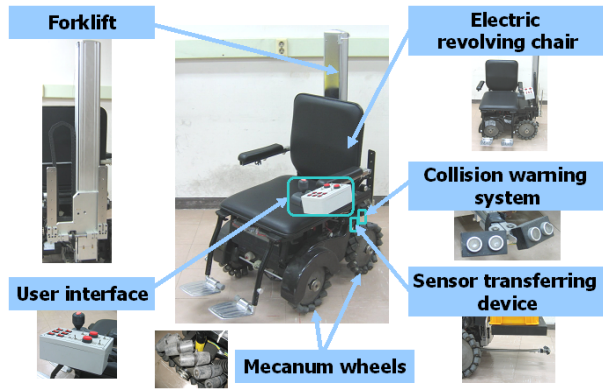 Forklift
Electric
revolving chair
Collision warning
system
User interface
Sensor transferring
device
Mecanum wheels